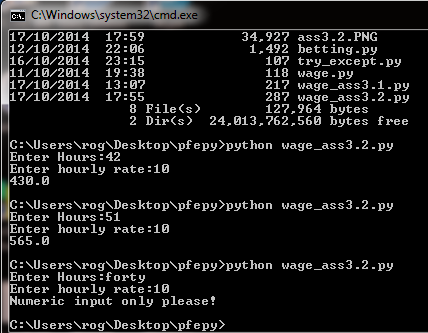 C:\Windows\system32\cmd.exe
17/10/2014  17:59            34,927 ass3.2.PNG
12/10/2014  22:06             1,492 betting.py
16/10/2014  23:15               107 try_except.py
11/10/2014  19:38               118 wage.py
17/10/2014  13:07               217 wage_ass3.1.py
17/10/2014  17:55               287 wage_ass3.2.py
               8 File(s)        127,964 bytes
               2 Dir(s)  24,013,762,560 bytes free
C:\Users\rog\Desktop\pfepy>python wage_ass3.2.py
Enter Hours:42
Enter hourly rate:10
430.0
C:\Users\rog\Desktop\pfepy>python wage_ass3.2.py
Enter Hours:51
Enter hourly rate:10
565.0
C:\Users\rog\Desktop\pfepy>python wage_ass3.2.py
Enter Hours:forty
Enter hourly rate:10
Numeric input only please!
C:\Users\rog\Desktop\pfepy>